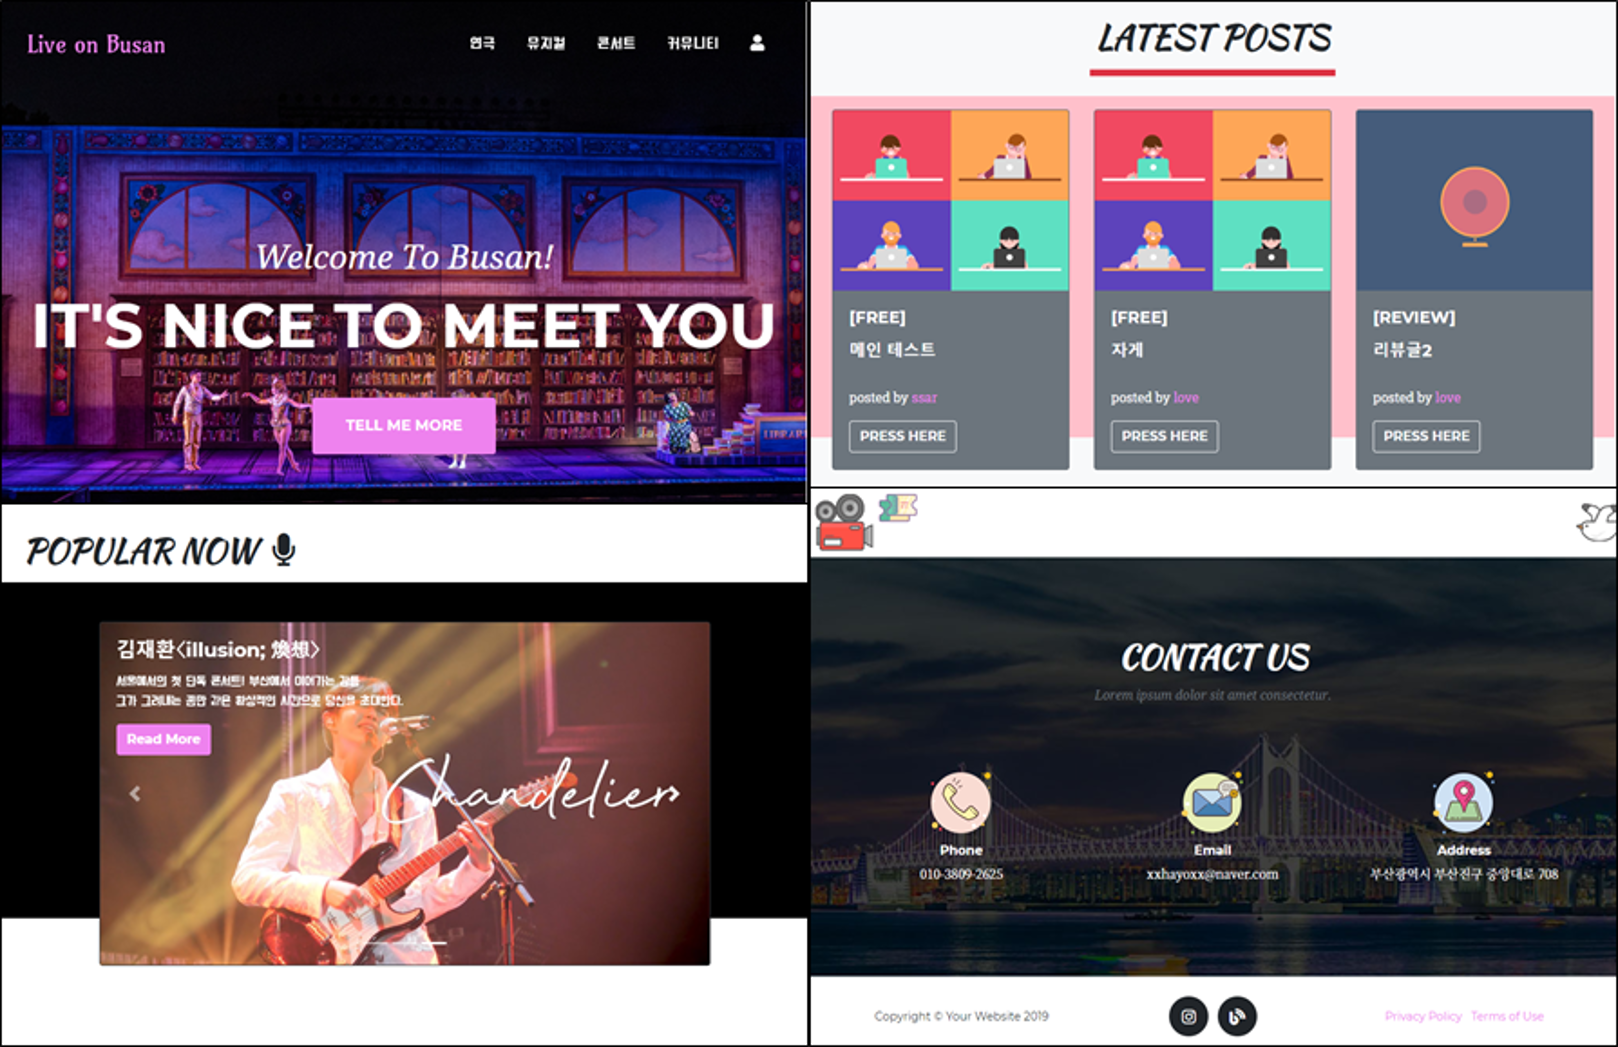 Live on Busan
연극 뮤지컬 콘서트 커뮤니티
Welcome To Busan!
IT'S NICE TO MEET YOU
TELL ME MORE
LIBRARY
POPULAR NOW
김재환<illusion; 煥想>
서울에서의 첫 단독 콘서트! 부산에서 이어가는 감동
그가 그려내는 꿈만 같은 환상적인 시간으로 당신을 초대한다.
Read More
Chandelier
LATEST POSTS
[FREE]
메인 테스트
posted by ssar
PRESS HERE
[FREE]
자게
posted by love
PRESS HERE
[REVIEW]
리뷰글2
posted by love
PRESS HERE
CONTACT US
Lorem ipsum dolor sit amet consectetur.
Phone
010-3809-2625
Email
xxhayoxx@naver.com
Address
부산광역시 부산진구 중앙대로 708
Copyright © Your Website 2019
Privacy Policy Terms of Use